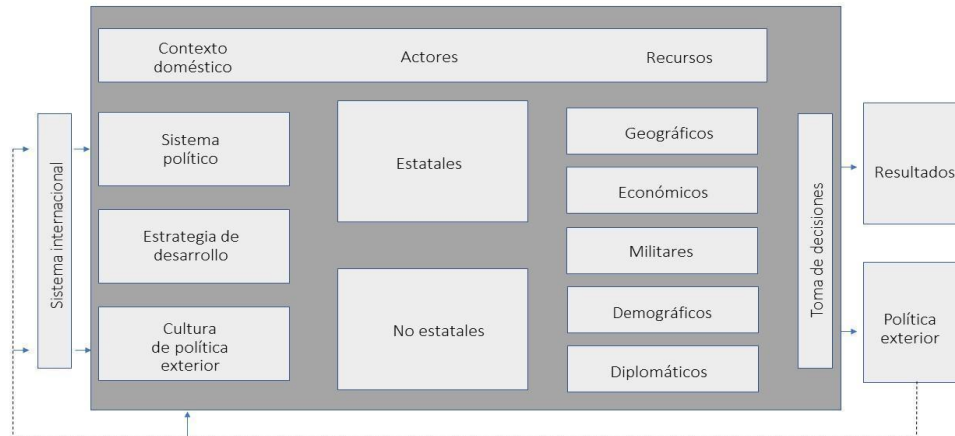 Contexto
doméstico
Actores
Recursos
Sistema internacional
Sistema
político
Estrategia de
desarrollo
Cultura
de política
exterior
Estatales
No estatales
Geográficos
Económicos
Militares
Demográficos
Diplomáticos
Toma de decisiones
Resultados
Política
exterior